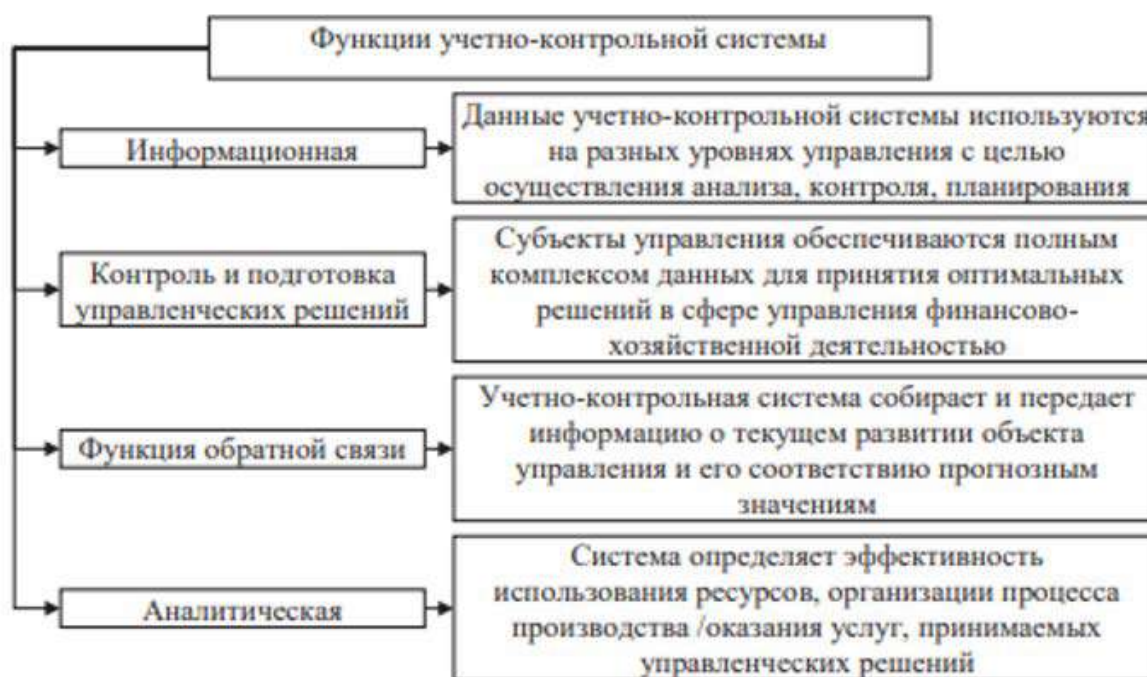 Функции учетно-контрольной системы
Информационная
Данные учетно-контрольной системы используются
на разных уровнях управления с целью
осуществления анализа, контроля, планирования
Контроль и подготовка
управленческих решений
Субъекты управления обеспечиваются полным
комплексом данных для принятия оптимальных
решений в сфере управления финансово-
хозяйственной деятельностью
Функция обратной связи
Учетно-контрольная система собирает и передает
информацию о текущем развитии объекта
управления и его соответствию прогнозным
значениям
Аналитическая
Система определяет эффективность
использования ресурсов, организации процесса
производства /оказания услуг, принимаемых
управленческих решений